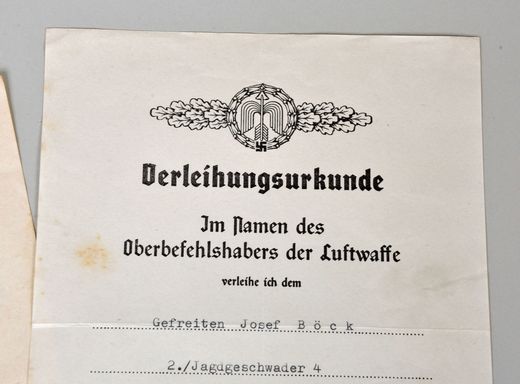 Verleihungsurkunde
Im Namen des
Oberbefehlshabers der Luftwaffe
verleihe ich dem
Gefreiten Josef Böck
2./Jagdgeschwader 4